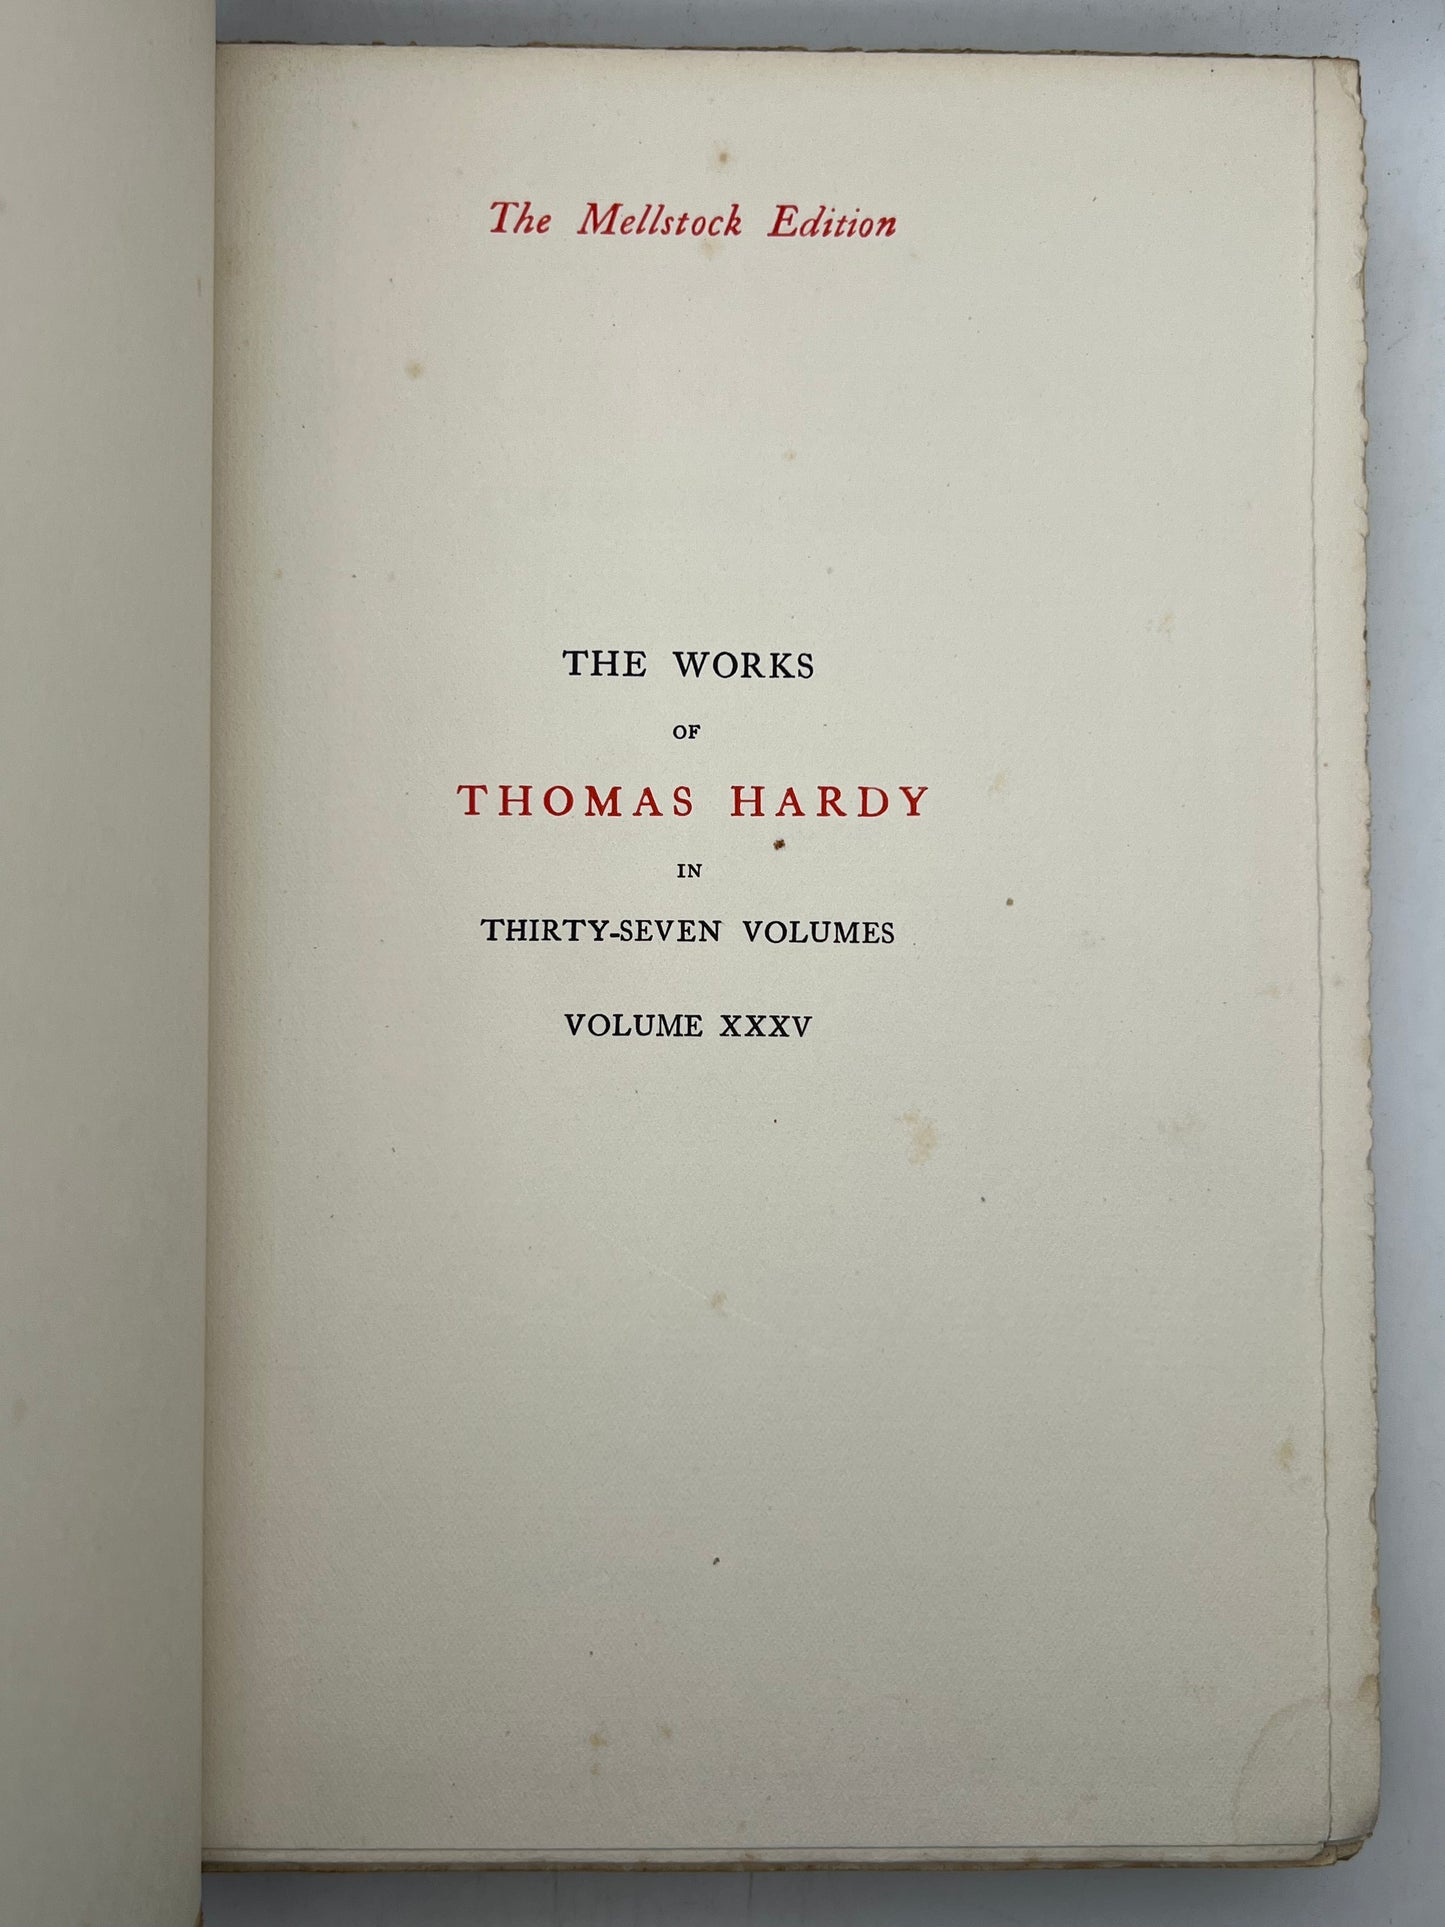 The Mellstock Edition
THE WORKS
OF
THOMAS HARDY
IN
THIRTY-SEVEN VOLUMES
VOLUME XXXV